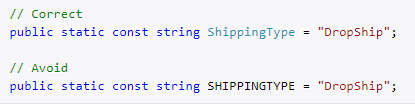 // Correct
public static const string ShippingType = "DropShip";
// Avoid
public static const string SHIPPINGTYPE = "DropShip";